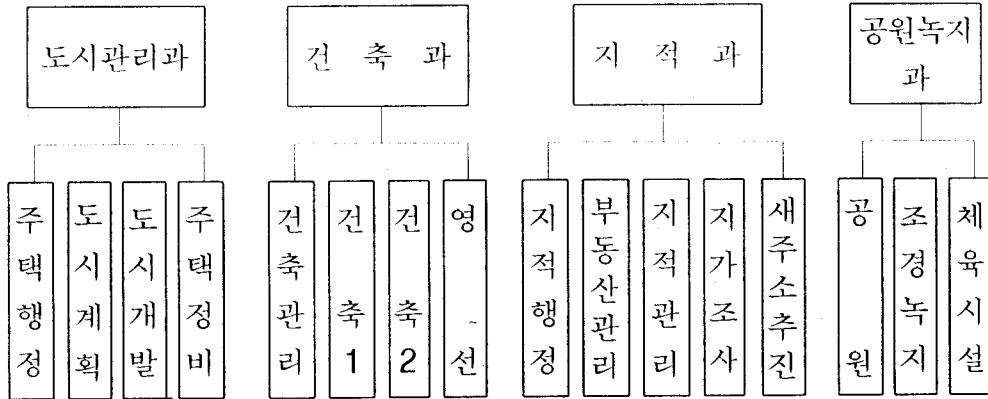 도시관리과
건 축 과
지 적 과
공원녹지
과
주택행정
도시계획
도시개발
주택정비
건축관리
건 축 1
건 축 2
영 선
지적행정
부동산관리
지적관리
지가조사
새주소추진
공 원
조경녹지
체육시설